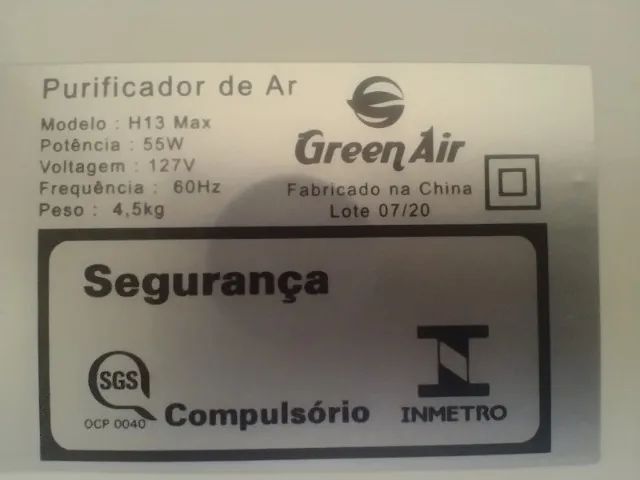 Purificador de Ar
Modelo : H13 Max
Potência : 55W
Voltagem : 127V
Frequência : 60Hz
Peso : 4,5kg
Green Air
Fabricado na China
Lote 07/20
Segurança
SGS
OCP 0040
Compulsório
INMETRO